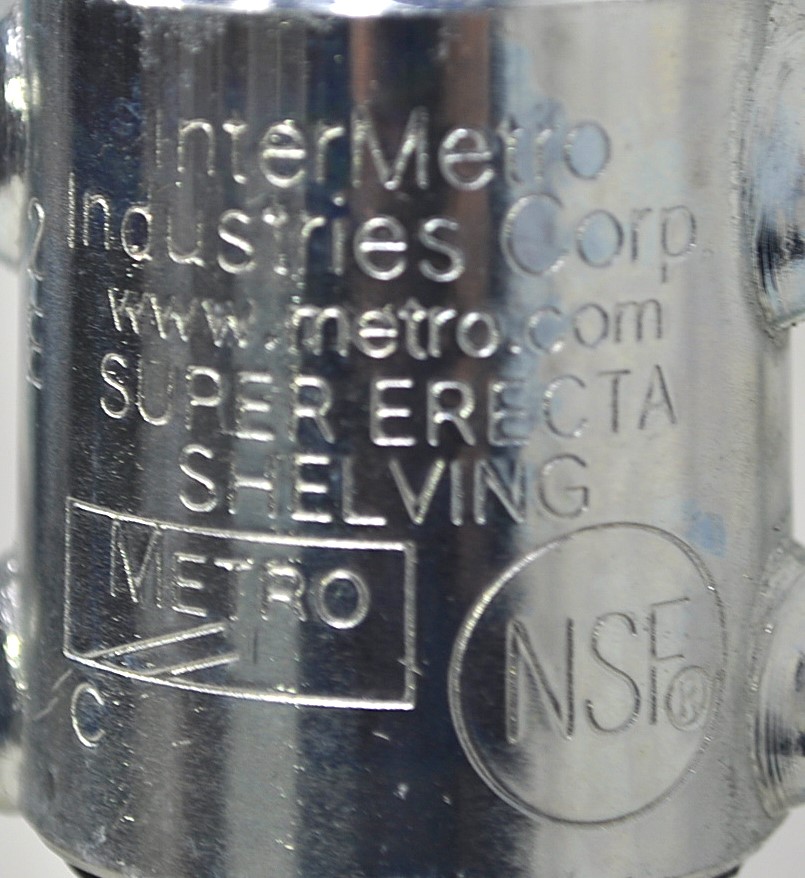 InterMetro
Industries Corp.
www.metro.com
SUPER ERECTA
SHELVING
METRO
NSF®
C